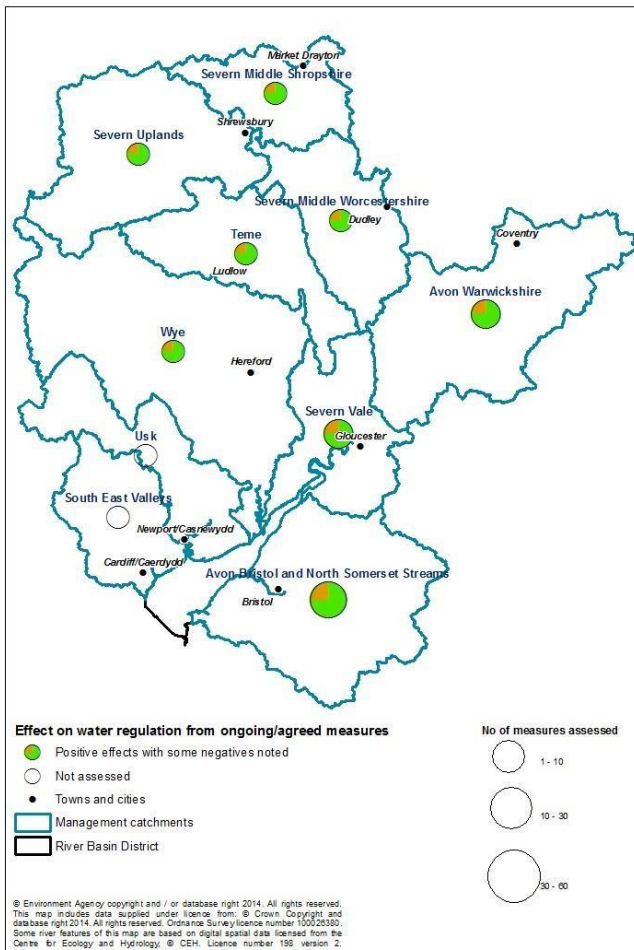 Market Drayton
Severn Middle Shropshire
Shrewsbury
Severn Uplands
Severn Middle Worcestershire
Dudley
Teme
Ludlow
Coventry
Avon Warwickshire
Wye
Hereford
Severn Vale
Gloucester
Usk
South East Valleys
Newport/Casnewydd
Cardiff/Caerdydd
Avon Bristol and North Somerset Streams
Bristol
Effect on water regulation from ongoing/agreed measures
Positive effects with some negatives noted
Not assessed
Towns and cities
Management catchments
River Basin District
No of measures assessed
1 - 10
10 - 30
30 - 60
© Environment Agency copyright and / or database right 2014. All rights reserved.
This map includes data supplied under licence from: © Crown Copyright and
database right 2014. All rights reserved. Ordnance Survey licence number 100026380.
Some river features of this map are based on digital spatial data licensed from the
Centre for Ecology and Hydrology, © CEH. Licence number 198 version 2.